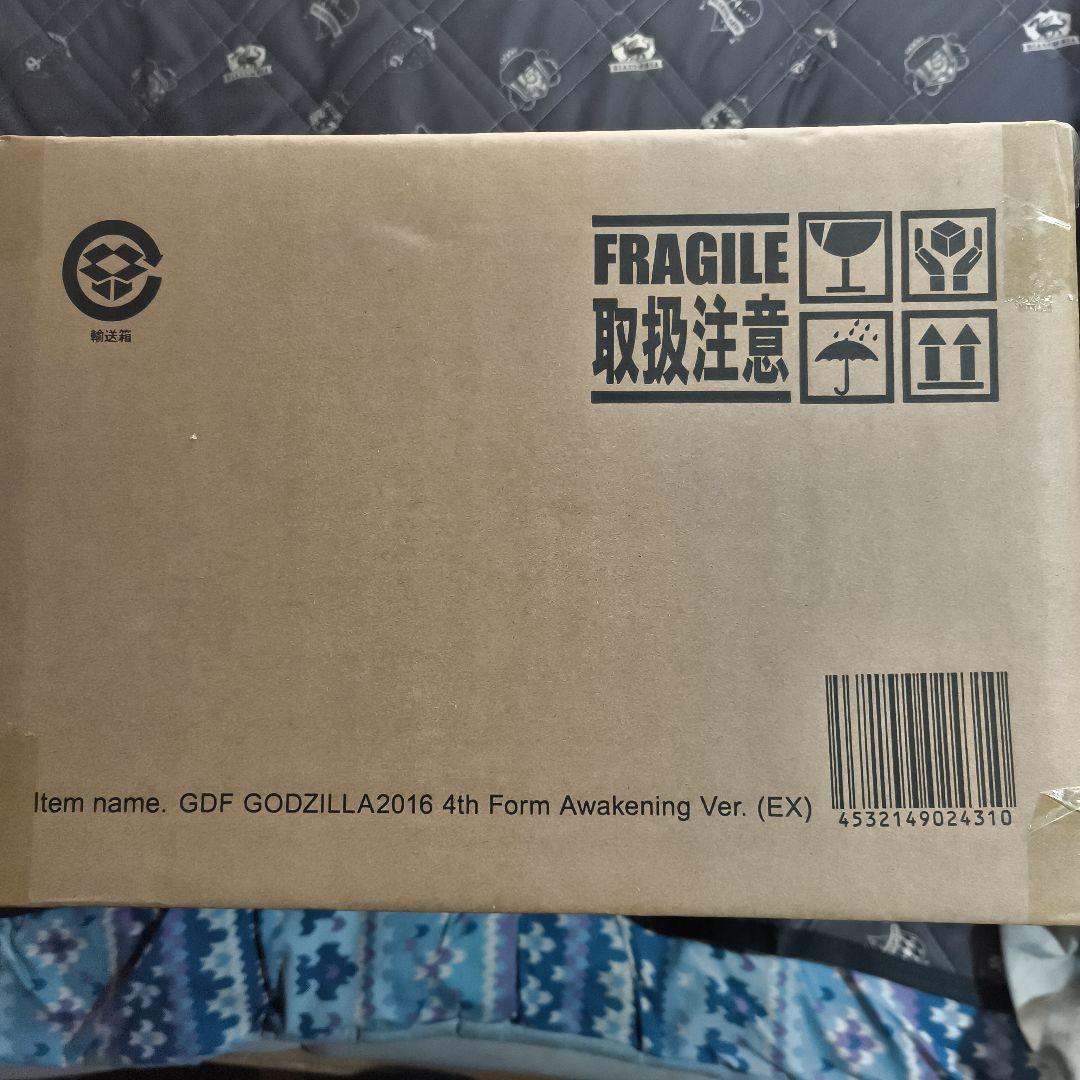 輸送箱
FRAGILE
取扱注意
Item name. GDF GODZILLA2016 4th Form Awakening Ver. (EX)
4532149024310